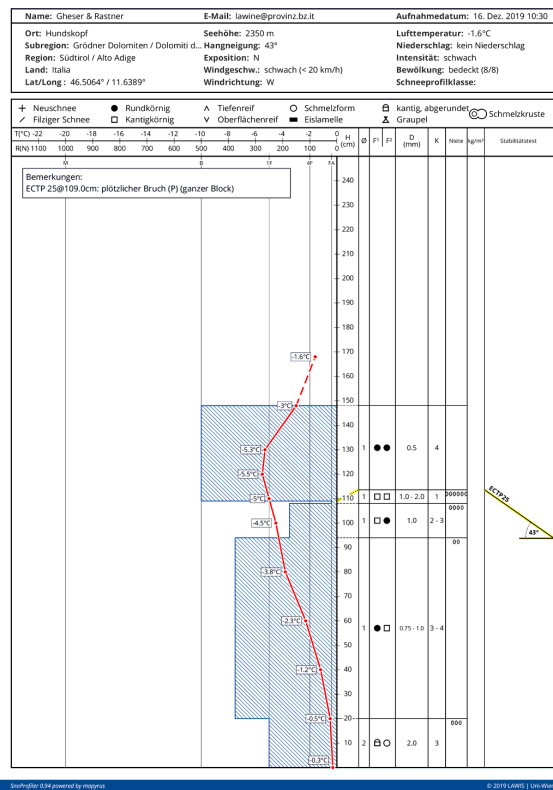 Name: Gheser & Rastner E-Mail: lawine@provinz.bz.it Aufnahmedatum: 16. Dez. 2019 10:30
Ort: Hundskopf Seehöhe: 2350 m Lufttemperatur: -1.6°C
Subregion: Grödner Dolomiten / Dolomiti d... Hangneigung: 43° Niederschlag: kein Niederschlag
Region: Südtirol / Alto Adige Exposition: N Intensität: schwach
Land: Italia Windgeschw.: schwach (< 20 km/h) Bewölkung: bedeckt (8/8)
Lat/Long : 46.5064° / 11.6389° Windrichtung: W Schneeprofilklasse:
+ Neuschnee ● Rundkörnig ∧ Tiefenreif ○ Schmelzform kantig, abgerundet Schmelzkruste
/ Filziger Schnee □ Kantigkörnig ∨ Oberflächenreif ▬ Eislamelle Graupel
T(°C) -22 -20 -18 -16 -14 -12 -10 -8 -6 -4 -2 0 H (cm) Ø F¹ F² D (mm) K Niete kg/m³ Stabilitätstest
R(N) 1100 1000 900 800 700 600 500 400 300 200 100 0
M B 1F 4F FA
Bemerkungen:
ECTP 25@109.0cm: plötzlicher Bruch (P) (ganzer Block)
240
230
220
210
200
190
180
-1.6°C 170
160
-3°C 150
140
-5.3°C 130 1 ● ● 0.5 4
-5.5°C 120
-5°C 110 1 □ □ 1.0 - 2.0 1 000000 ECTP25
0000
-4.5°C 100 1 □ ● 1.0 2 - 3 43°
90 00
-3.8°C 80
70
-2.3°C 60 1 ● □ 0.75 - 1.0 3 - 4
50
-1.2°C 40
30
-0.5°C 20 000
10 2 ○ 2.0 3
-0.3°C
SnoProfiler 0.94 powered by mapyrus © 2019 LAWIS | Uni-Wien